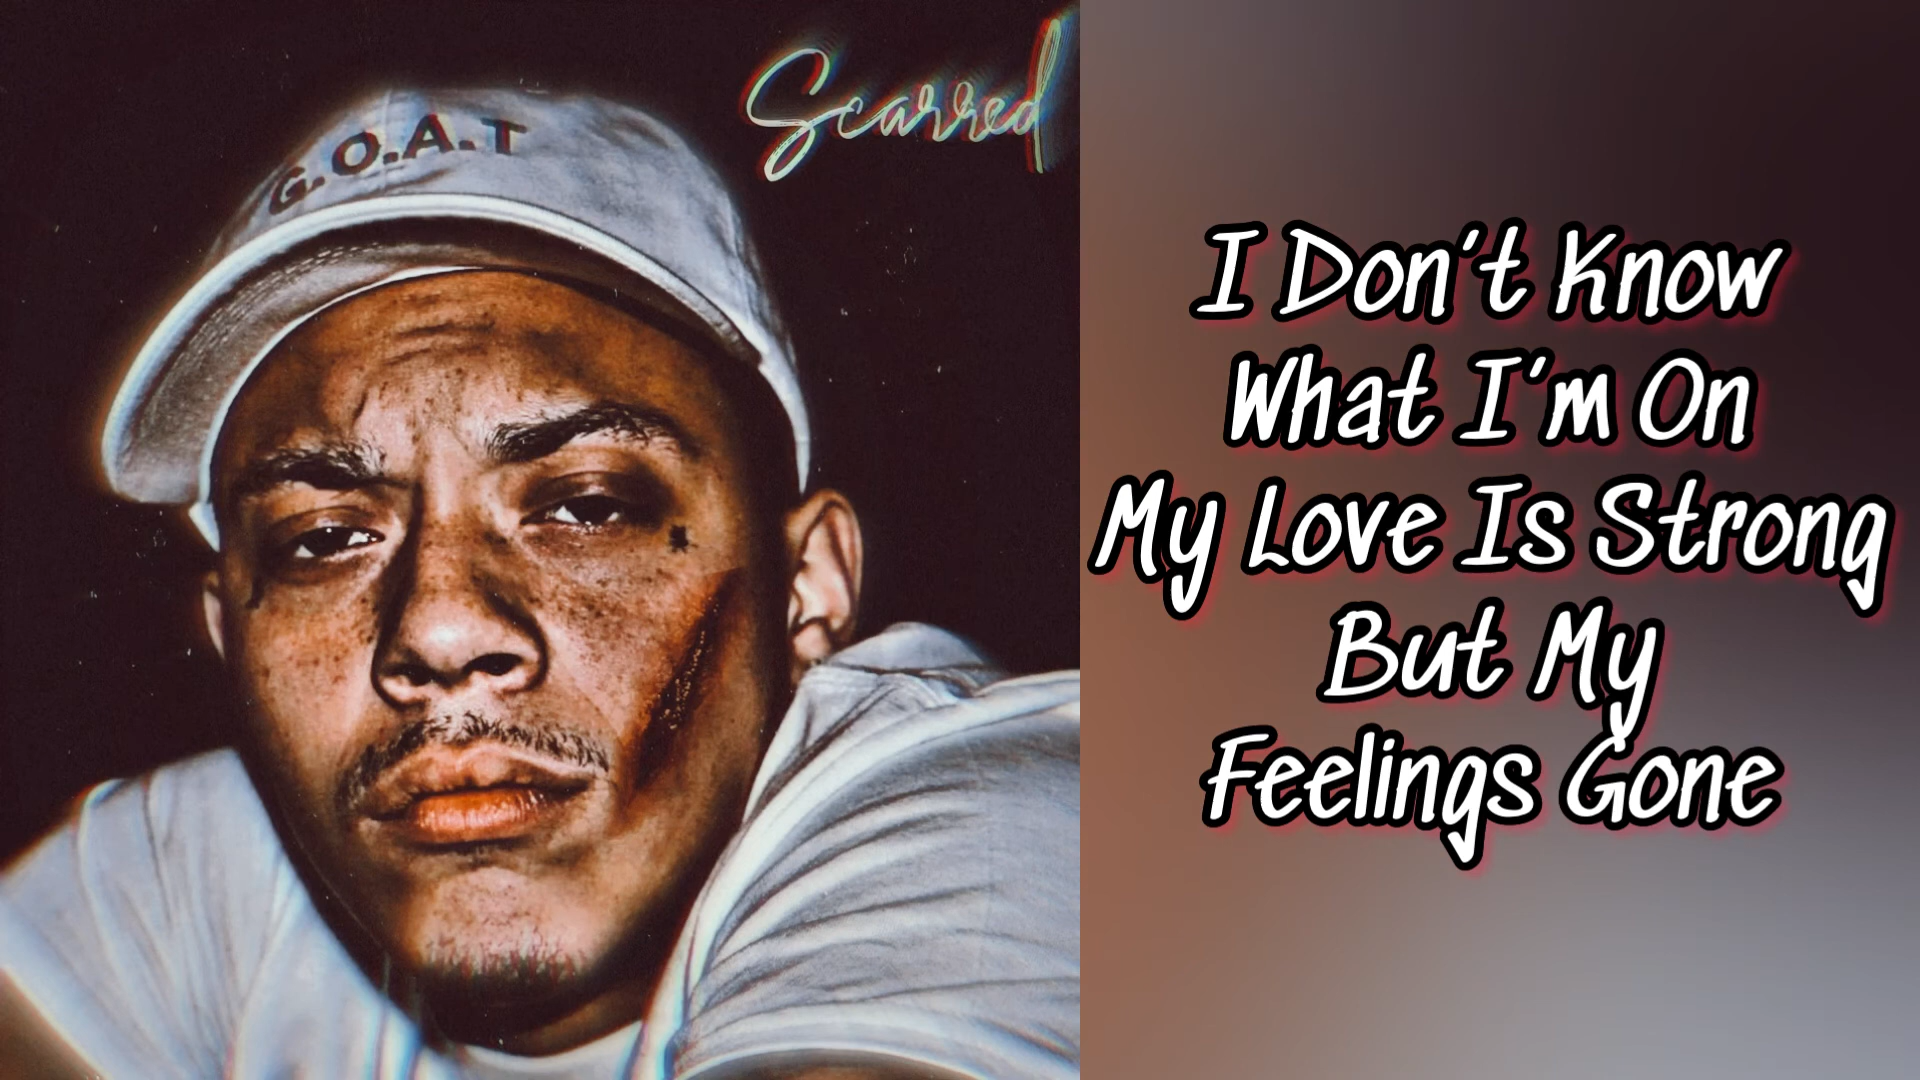 Scarred
G.O.A.T
I Don't Know
What I'm On
My Love Is Strong
But My
Feelings Gone